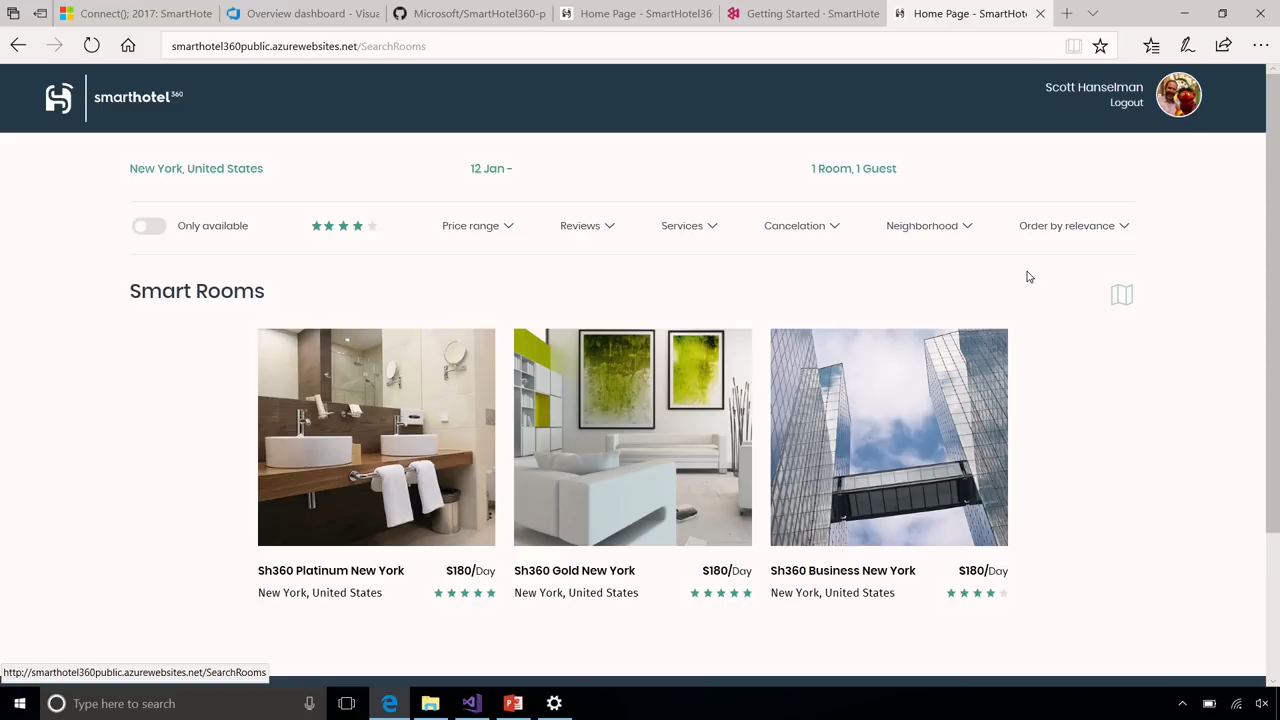 Connect(); 2017: SmartHote
Overview dashboard - Visua
Microsoft/SmartHotel360-p
Home Page - SmartHotel36
Getting Started - SmartHote
Home Page - SmartHot
smarthotel360public.azurewebsites.net/SearchRooms
smarthotel360
Scott Hanselman
Logout
New York, United States
12 Jan -
1 Room, 1 Guest
Only available
Price range
Reviews
Services
Cancelation
Neighborhood
Order by relevance
Smart Rooms
Sh360 Platinum New York $180/Day
New York, United States
Sh360 Gold New York $180/Day
New York, United States
Sh360 Business New York $180/Day
New York, United States
http://smarthotel360public.azurewebsites.net/SearchRooms
Type here to search